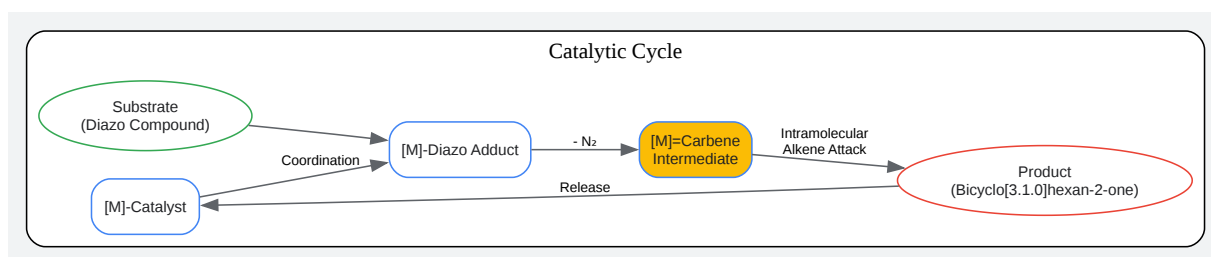 Catalytic Cycle
Substrate
(Diazo Compound)
Coordination
[M]-Catalyst
[M]-Diazo Adduct
- N₂
[M]=Carbene
Intermediate
Intramolecular
Alkene Attack
Release
Product
(Bicyclo[3.1.0]hexan-2-one)